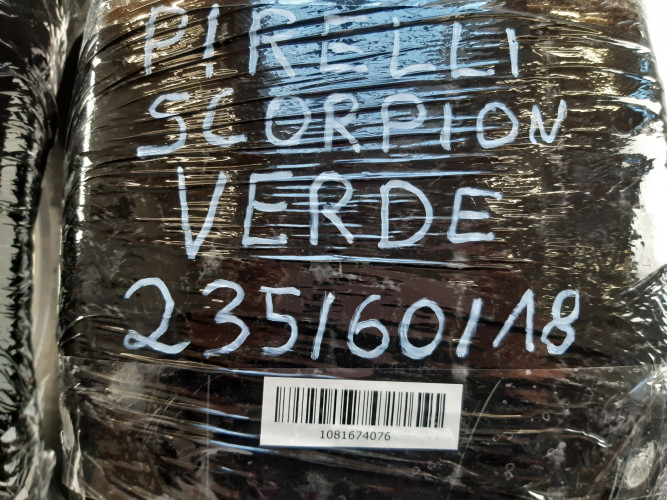 PIRELLI
SCORPION
VERDE
235/60/18
1081674076